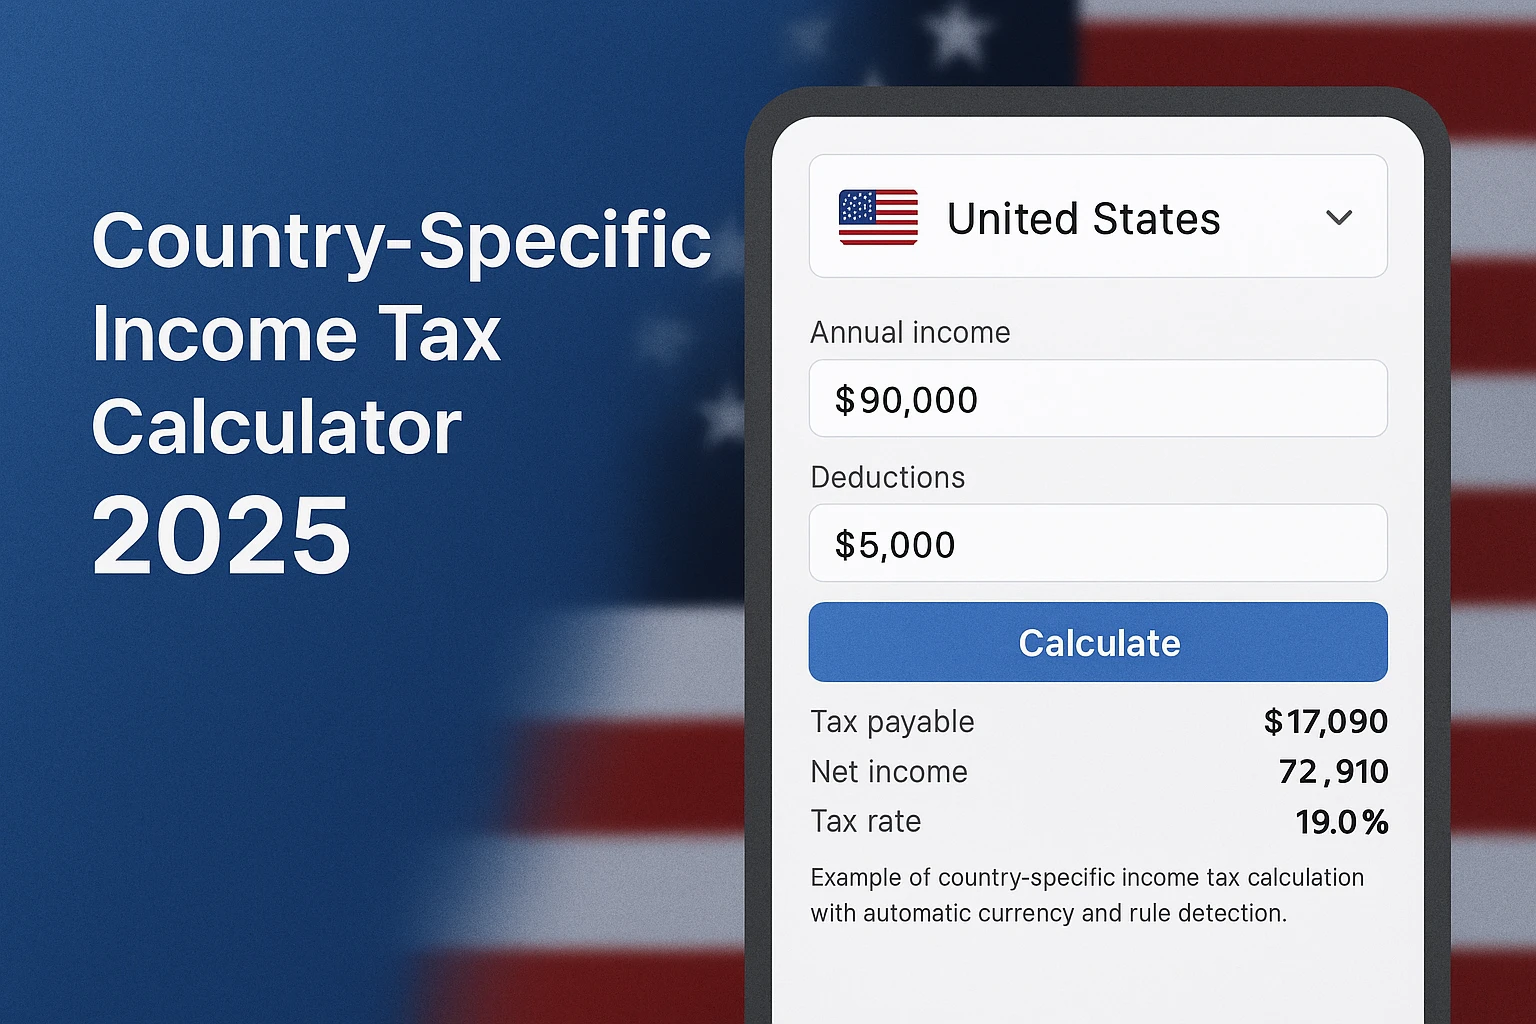 Country-Specific
Income Tax
Calculator
2025
United States
Annual income
$90,000
Deductions
$5,000
Calculate
Tax payable $17,090
Net income 72,910
Tax rate 19.0%
Example of country-specific income tax calculation
with automatic currency and rule detection.